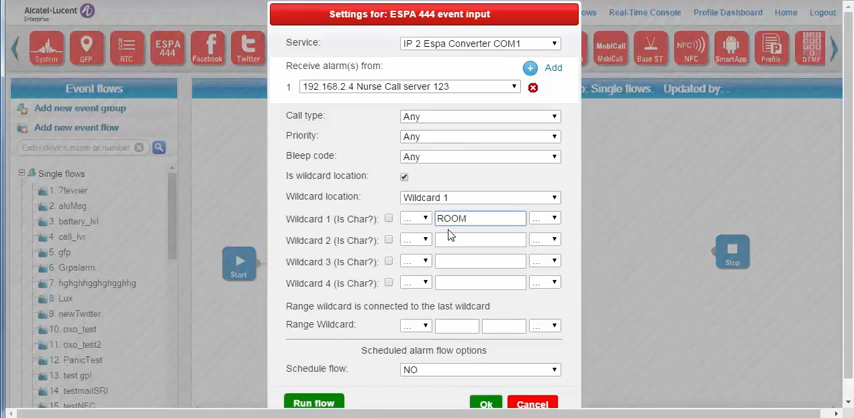 Alcatel-Lucent
Settings for: ESPA 444 event input
Real-Time Console
Profile Dashboard
Home
Logout
System
GFP
RTC
ESPA
444
Facebook
Twitter
MobiCall
MobiCall
Base ST
NFC
SmartApp
Profile
DTMF
Service:
IP 2 Espa Converter COM1
Receive alarm(s) from:
Add
1
192.168.2.4 Nurse Call server 123
Event flows
Add new event group
Add new event flow
Enter device name or number
Single flows
1. 7fevrier
2. aluMsg
3. battery_lvl
4. call_ivr
5. gfp
6. Grpalarm
7. hghghhgghghghhg
8. Lux
9. newTwitter
10. oxo_test
11. oxo_test2
12. PanicTest
13. test gpl
14. testmailSRI
15. testNFC
Start
: Single flows.
Updated by.:
Stop
Call type:
Any
Priority:
Any
Bleep code:
Any
Is wildcard location:
Wildcard location:
Wildcard 1
Wildcard 1 (Is Char?):
...
ROOM
...
Wildcard 2 (Is Char?):
...
...
Wildcard 3 (Is Char?):
...
...
Wildcard 4 (Is Char?):
...
...
Range wildcard is connected to the last wildcard
Range Wildcard:
...
...
Scheduled alarm flow options
Schedule flow:
NO
Run flow
Ok
Cancel